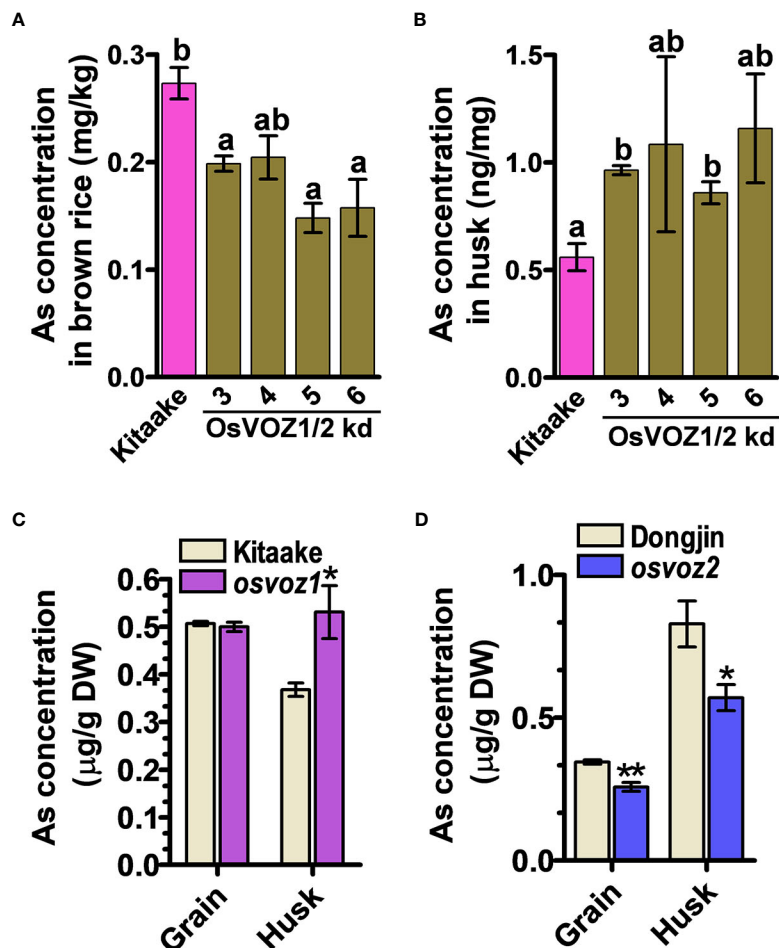 A
As concentration
in brown rice (mg/kg)
0.3
0.2
0.1
0.0
b
a
ab
a
a
Kitaake
3
4
5
6
OsVOZ1/2 kd
B
As concentration
in husk (ng/mg)
1.5
1.0
0.5
0.0
a
b
ab
b
ab
Kitaake
3
4
5
6
OsVOZ1/2 kd
C
Kitaake
osvoz1
As concentration
(μg/g DW)
0.6
0.5
0.4
0.3
0.2
0.1
0.0
*
Grain
Husk
D
Dongjin
osvoz2
As concentration
(μg/g DW)
1.0
0.5
0.0
**
*
Grain
Husk